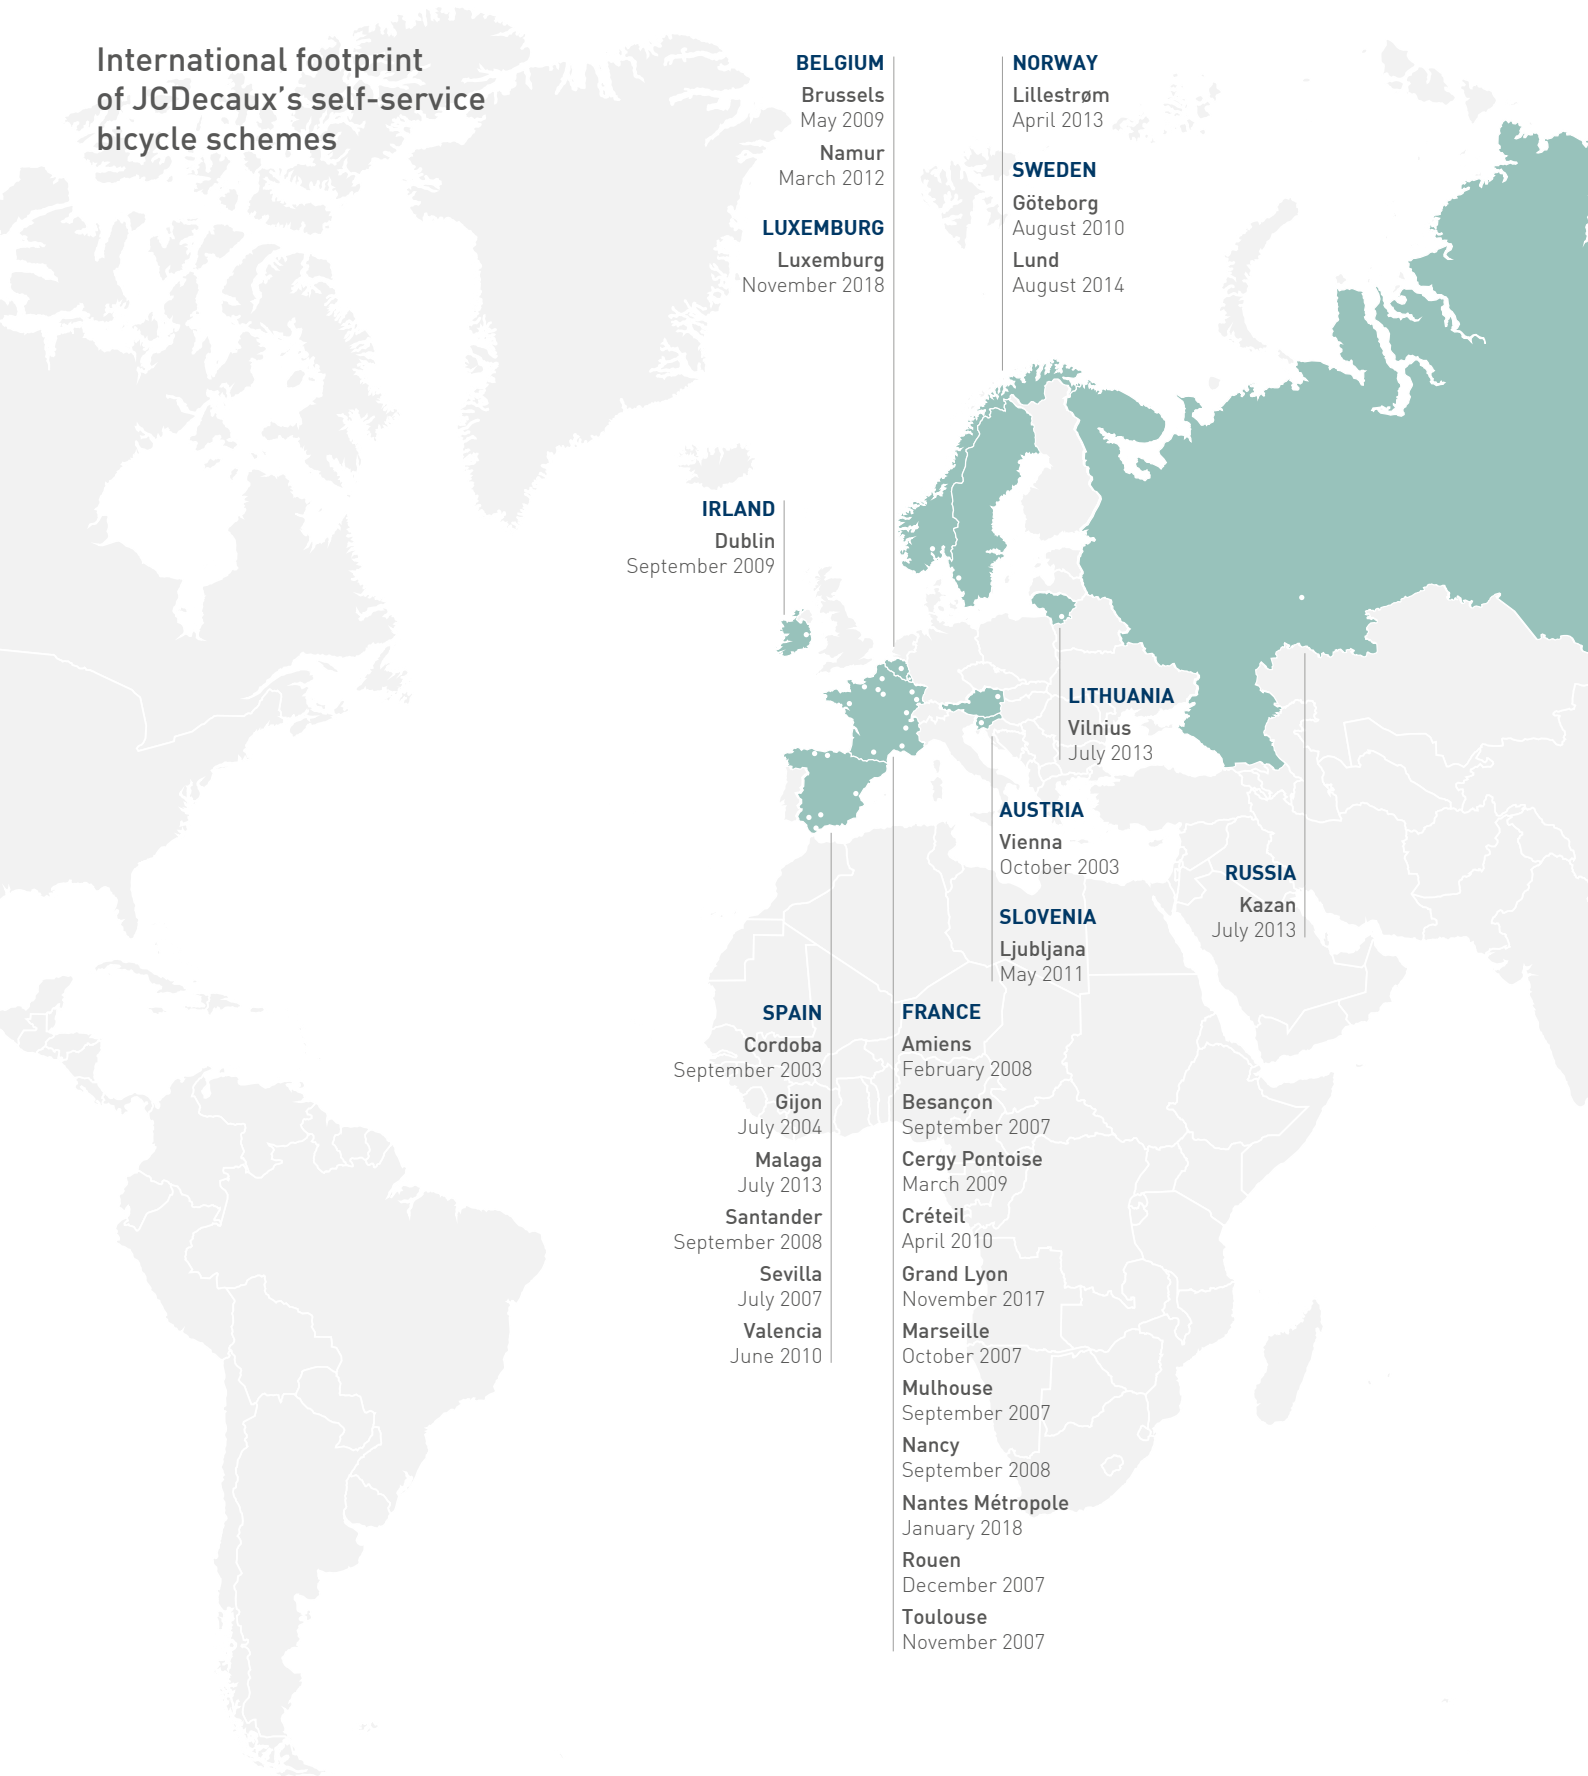 International footprint
of JCDecaux's self-service
bicycle schemes
BELGIUM
Brussels
May 2009
Namur
March 2012
LUXEMBURG
Luxemburg
November 2018
NORWAY
Lillestrøm
April 2013
SWEDEN
Göteborg
August 2010
Lund
August 2014
IRLAND
Dublin
September 2009
LITHUANIA
Vilnius
July 2013
AUSTRIA
Vienna
October 2003
SLOVENIA
Ljubljana
May 2011
RUSSIA
Kazan
July 2013
SPAIN
Cordoba
September 2003
Gijon
July 2004
Malaga
July 2013
Santander
September 2008
Sevilla
July 2007
Valencia
June 2010
FRANCE
Amiens
February 2008
Besançon
September 2007
Cergy Pontoise
March 2009
Créteil
April 2010
Grand Lyon
November 2017
Marseille
October 2007
Mulhouse
September 2007
Nancy
September 2008
Nantes Métropole
January 2018
Rouen
December 2007
Toulouse
November 2007